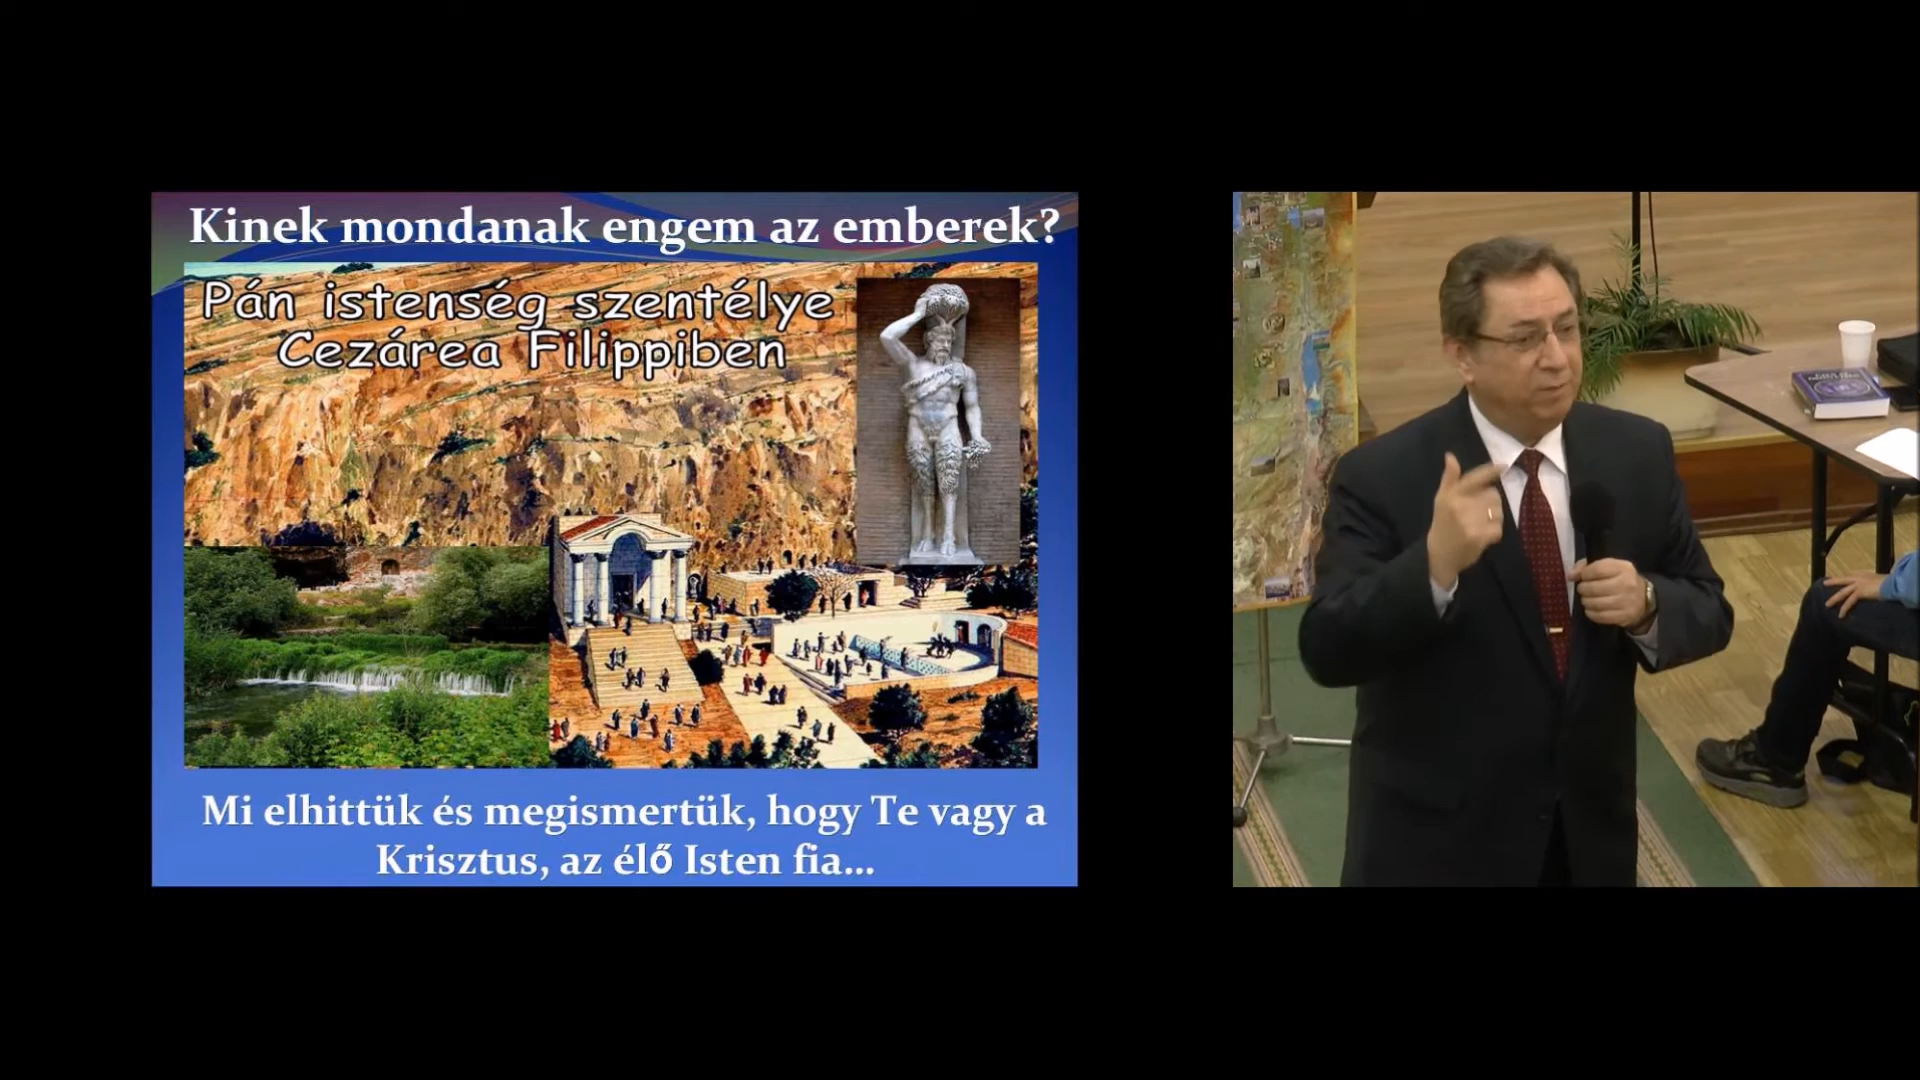 Kinek mondanak engem az emberek?
Pán istenség szentélye
Cezárea Filippiben
Mi elhittük és megismertük, hogy Te vagy a
Krisztus, az élő Isten fia...